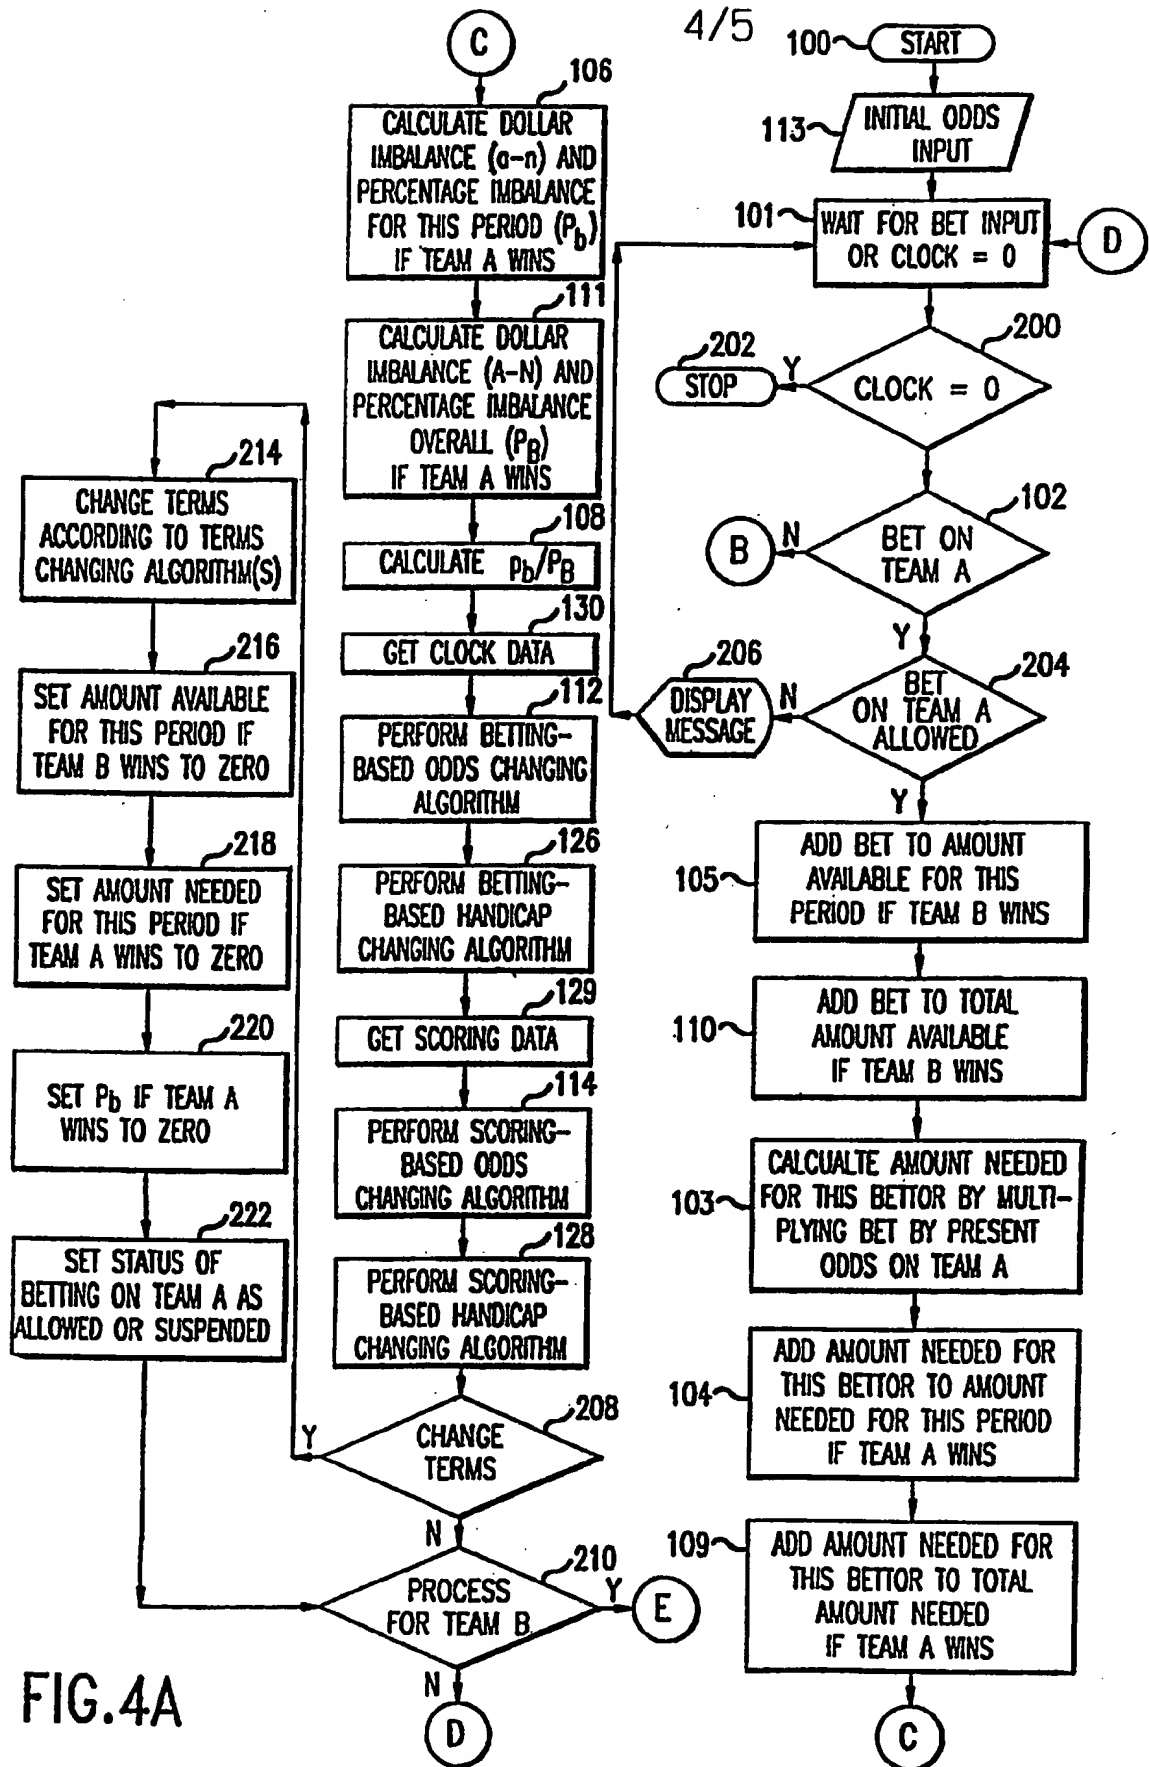 4/5
100
START
113
INITIAL ODDS
INPUT
101
WAIT FOR BET INPUT
OR CLOCK = 0
D
200
202
STOP
Y
CLOCK = 0
102
B
N
BET ON
TEAM A
Y
206
DISPLAY
MESSAGE
N
204
BET
ON TEAM A
ALLOWED
Y
105
ADD BET TO AMOUNT
AVAILABLE FOR THIS
PERIOD IF TEAM B WINS
110
ADD BET TO TOTAL
AMOUNT AVAILABLE
IF TEAM B WINS
103
CALCUALTE AMOUNT NEEDED
FOR THIS BETTOR BY MULTI-
PLYING BET BY PRESENT
ODDS ON TEAM A
104
ADD AMOUNT NEEDED FOR
THIS BETTOR TO AMOUNT
NEEDED FOR THIS PERIOD
IF TEAM A WINS
109
ADD AMOUNT NEEDED FOR
THIS BETTOR TO TOTAL
AMOUNT NEEDED
IF TEAM A WINS
C
C
106
CALCULATE DOLLAR
IMBALANCE (a-n) AND
PERCENTAGE IMBALANCE
FOR THIS PERIOD (Pb)
IF TEAM A WINS
111
CALCULATE DOLLAR
IMBALANCE (A-N) AND
PERCENTAGE IMBALANCE
OVERALL (PB)
IF TEAM A WINS
108
CALCULATE Pb/PB
130
GET CLOCK DATA
112
PERFORM BETTING-
BASED ODDS CHANGING
ALGORITHM
126
PERFORM BETTING-
BASED HANDICAP
CHANGING ALGORITHM
129
GET SCORING DATA
114
PERFORM SCORING-
BASED ODDS
CHANGING ALGORITHM
128
PERFORM SCORING-
BASED HANDICAP
CHANGING ALGORITHM
208
Y
CHANGE
TERMS
N
210
PROCESS
FOR TEAM B
Y
E
N
D
214
CHANGE TERMS
ACCORDING TO TERMS
CHANGING ALGORITHM(S)
216
SET AMOUNT AVAILABLE
FOR THIS PERIOD IF
TEAM B WINS TO ZERO
218
SET AMOUNT NEEDED
FOR THIS PERIOD IF
TEAM A WINS TO ZERO
220
SET Pb IF TEAM A
WINS TO ZERO
222
SET STATUS OF
BETTING ON TEAM A AS
ALLOWED OR SUSPENDED
FIG.4A